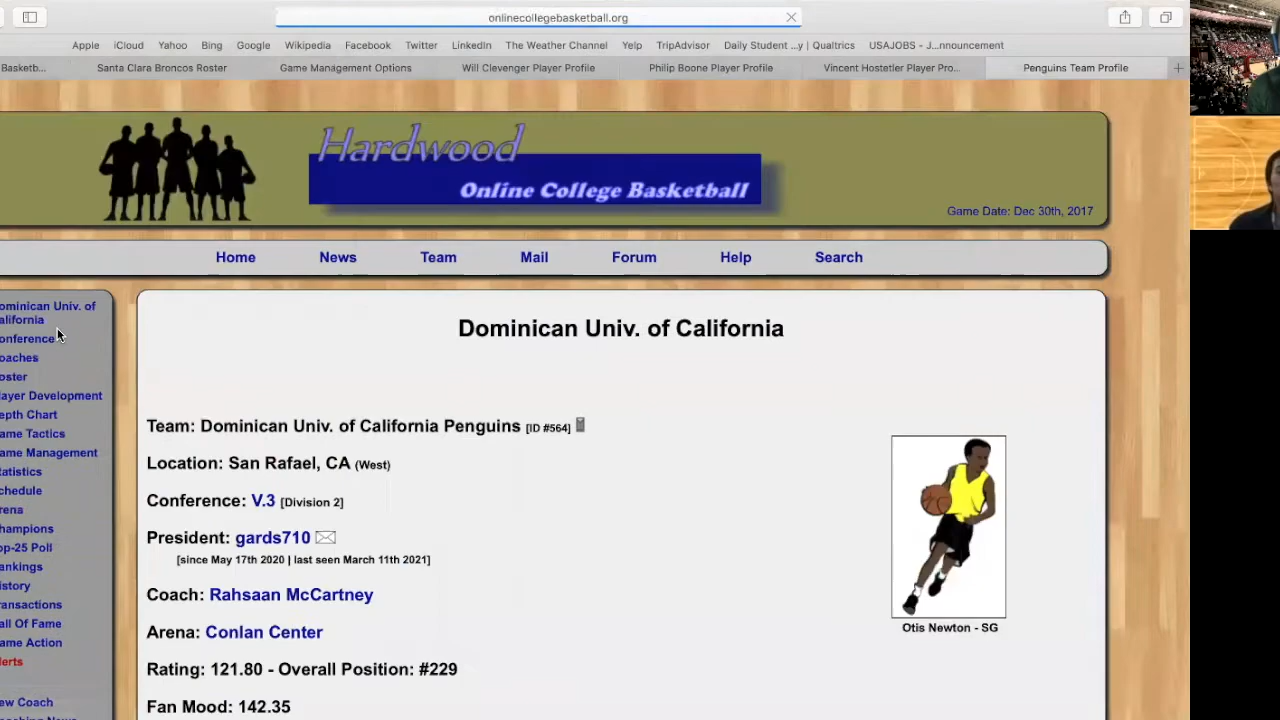 onlinecollegebasketball.org
Apple iCloud Yahoo Bing Google Wikipedia Facebook Twitter LinkedIn The Weather Channel Yelp TripAdvisor Daily Student ...y | Qualtrics USAJOBS - J...nnouncement
Basketb... Santa Clara Broncos Roster Game Management Options Will Clevenger Player Profile Philip Boone Player Profile Vincent Hostetler Player Pro... Penguins Team Profile
Hardwood
Online College Basketball
Game Date: Dec 30th, 2017
Home News Team Mail Forum Help Search
ominican Univ. of
alifornia
onference
oaches
oster
layer Development
epth Chart
ame Tactics
ame Management
tatistics
chedule
rena
hampions
op-25 Poll
ankings
istory
ransactions
all Of Fame
ame Action
lerts
ew Coach
Dominican Univ. of California
Team: Dominican Univ. of California Penguins [ID #564]
Location: San Rafael, CA (West)
Conference: V.3 [Division 2]
President: gards710
[since May 17th 2020 | last seen March 11th 2021]
Coach: Rahsaan McCartney
Arena: Conlan Center
Rating: 121.80 - Overall Position: #229
Fan Mood: 142.35
Otis Newton - SG